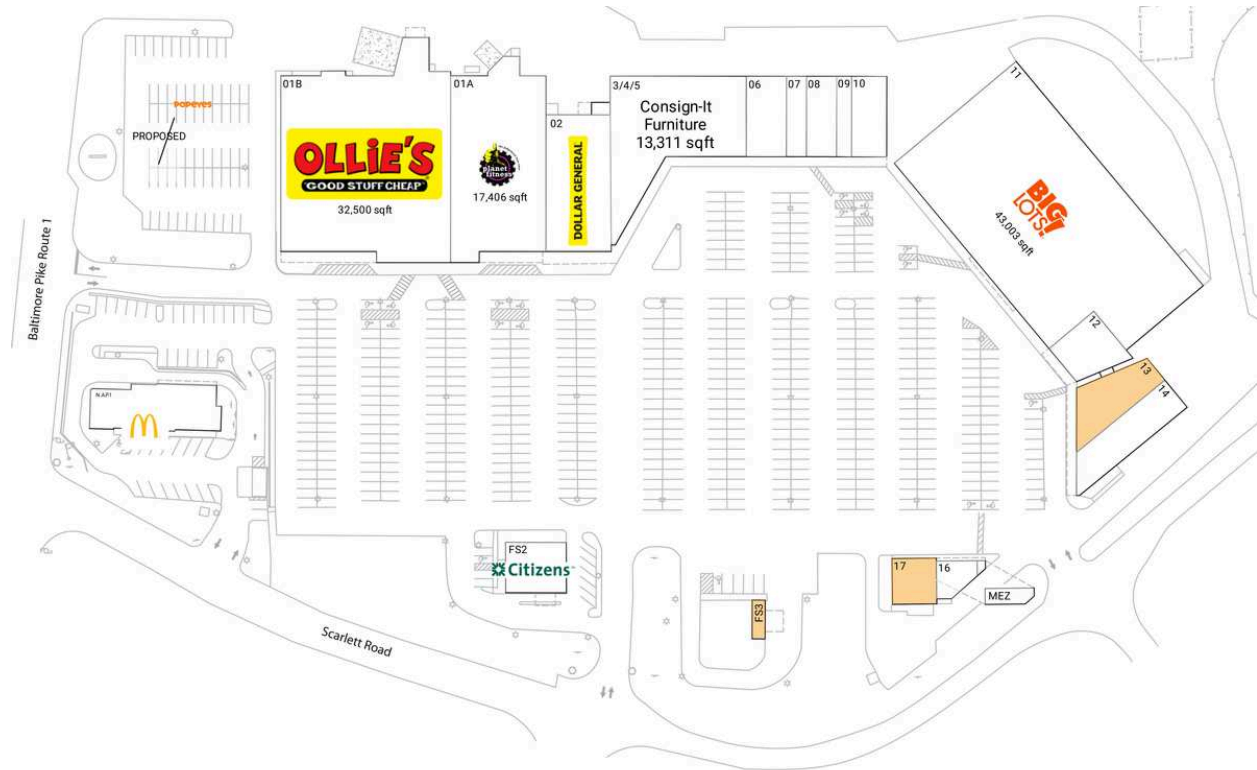 01B
01A
3/4/5
06
07
08
09
10
11
POPEYES
PROPOSED
OLLiE'S
GOOD STUFF CHEAP
32,500 sqft
planet
fitness
17,406 sqft
02
DOLLAR GENERAL
Consign-It
Furniture
13,311 sqft
BIG
LOTS!
43,003 sqft
12
13
14
Baltimore Pike Route 1
N.A.P.I
FS2
Citizens
FS3
17
16
MEZ
Scarlett Road